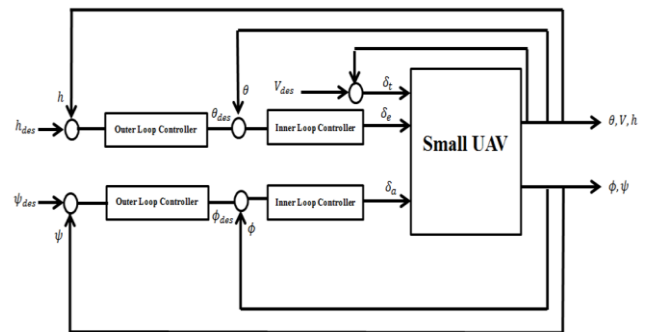 h
θ
V_des
δ_t
h_des
Outer Loop Controller
θ_des
Inner Loop Controller
δ_e
Small UAV
θ, V, h
ψ_des
Outer Loop Controller
ϕ_des
Inner Loop Controller
δ_a
ϕ, ψ
ψ
ϕ